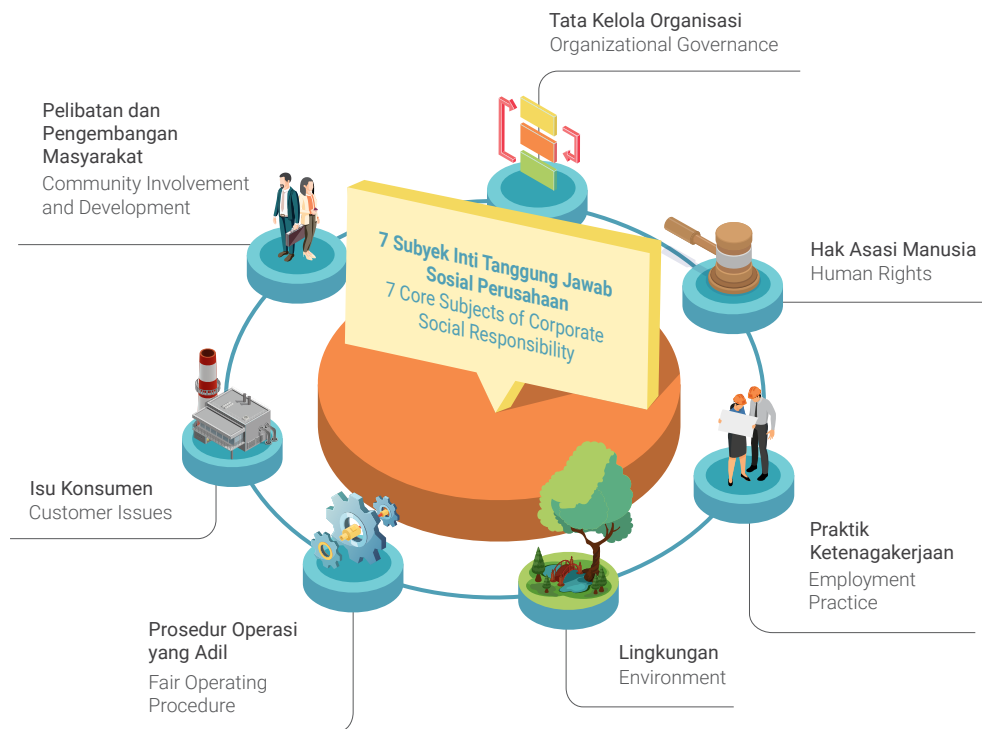 Tata Kelola Organisasi
Organizational Governance
Pelibatan dan
Pengembangan
Masyarakat
Community Involvement
and Development
7 Subyek Inti Tanggung Jawab
Sosial Perusahaan
7 Core Subjects of Corporate
Social Responsibility
Hak Asasi Manusia
Human Rights
Isu Konsumen
Customer Issues
Praktik
Ketenagakerjaan
Employment
Practice
Prosedur Operasi
yang Adil
Fair Operating
Procedure
Lingkungan
Environment